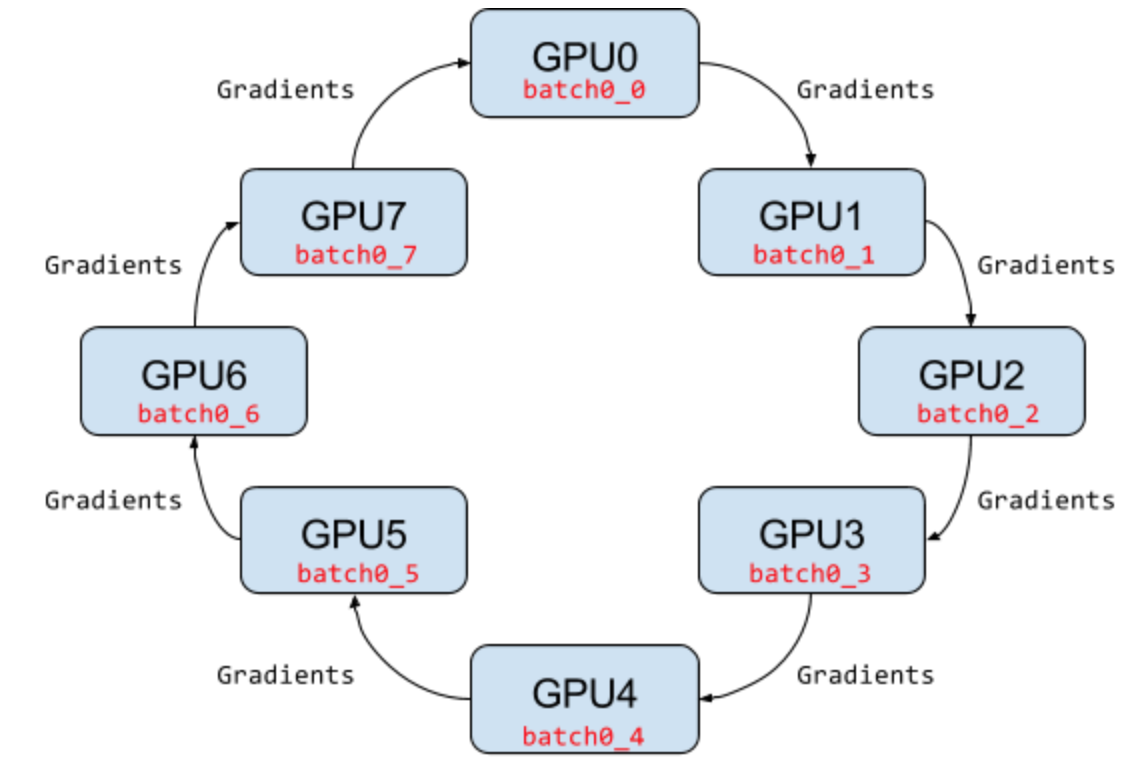 GPU0
batch0_0
Gradients
Gradients
GPU7
batch0_7
GPU1
batch0_1
Gradients
Gradients
GPU6
batch0_6
GPU2
batch0_2
Gradients
Gradients
GPU5
batch0_5
GPU3
batch0_3
Gradients
Gradients
GPU4
batch0_4